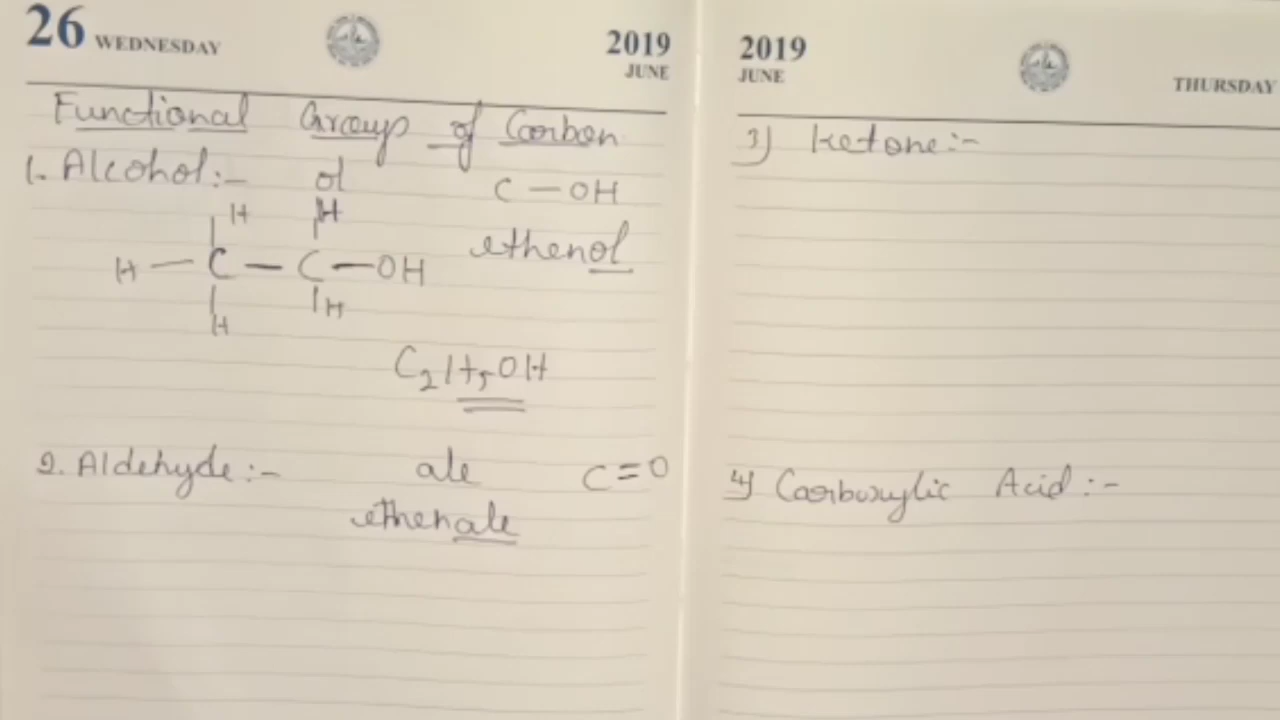 26 WEDNESDAY 2019 JUNE
Functional Group of Carbon
1. Alcohol:- ol C-OH
H H
ethenol
H-C-C-OH
H H
C2H5OH
2. Aldehyde:- ale C=O
ethenale
2019 JUNE THURSDAY
3) Ketone:-
4) Carboxylic Acid:-